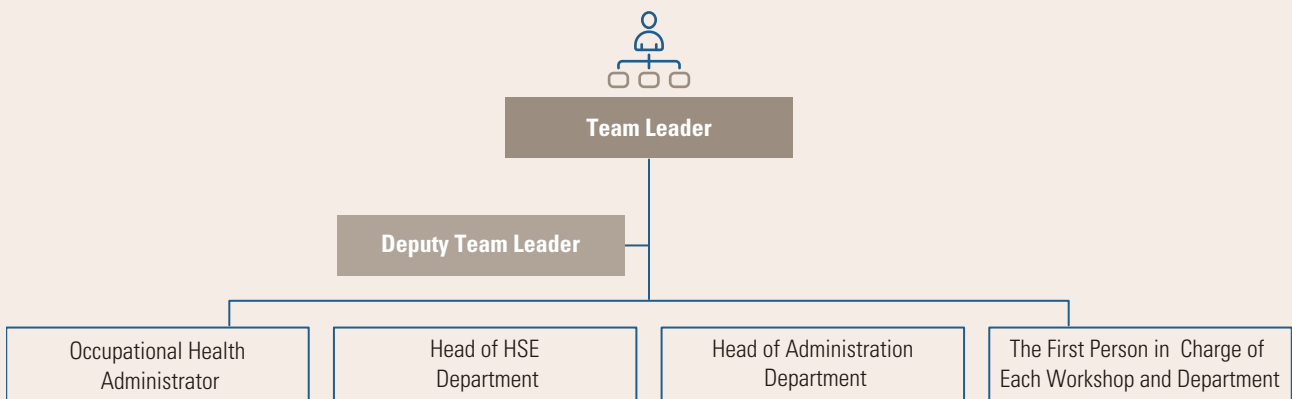 Team Leader
Deputy Team Leader
Occupational Health
Administrator
Head of HSE
Department
Head of Administration
Department
The First Person in Charge of
Each Workshop and Department